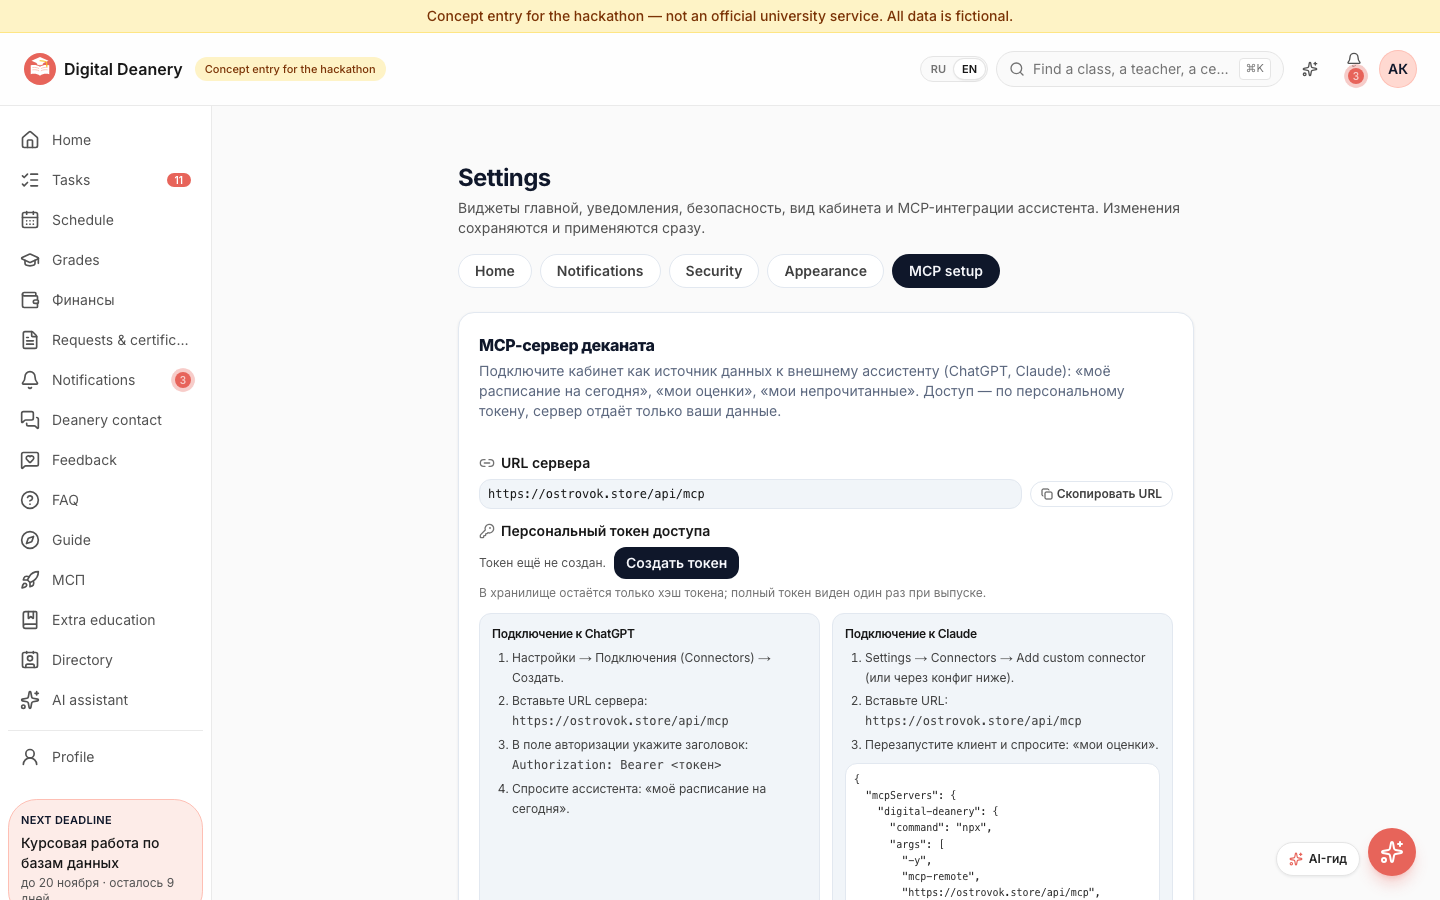 Concept entry for the hackathon — not an official university service. All data is fictional.
Digital Deanery
Concept entry for the hackathon
RU
EN
Find a class, a teacher, a ce...
⌘K
3
АК
Home
Tasks
11
Schedule
Grades
Финансы
Requests & certific...
Notifications
3
Deanery contact
Feedback
FAQ
Guide
МСП
Extra education
Directory
AI assistant
Profile
NEXT DEADLINE
Курсовая работа по
базам данных
до 20 ноября · осталось 9
дней
Settings
Виджеты главной, уведомления, безопасность, вид кабинета и MCP-интеграции ассистента. Изменения
сохраняются и применяются сразу.
Home
Notifications
Security
Appearance
MCP setup
MCP-сервер деканата
Подключите кабинет как источник данных к внешнему ассистенту (ChatGPT, Claude): «моё
расписание на сегодня», «мои оценки», «мои непрочитанные». Доступ — по персональному
токену, сервер отдаёт только ваши данные.
URL сервера
https://ostrovok.store/api/mcp
Скопировать URL
Персональный токен доступа
Токен ещё не создан.
Создать токен
В хранилище остаётся только хэш токена; полный токен виден один раз при выпуске.
Подключение к ChatGPT
1. Настройки → Подключения (Connectors) →
Создать.
2. Вставьте URL сервера:
https://ostrovok.store/api/mcp
3. В поле авторизации укажите заголовок:
Authorization: Bearer <токен>
4. Спросите ассистента: «моё расписание на
сегодня».
Подключение к Claude
1. Settings → Connectors → Add custom connector
(или через конфиг ниже).
2. Вставьте URL:
https://ostrovok.store/api/mcp
3. Перезапустите клиент и спросите: «мои оценки».
{
"mcpServers": {
"digital-deanery": {
"command": "npx",
"args": [
"-y",
"mcp-remote",
"https://ostrovok.store/api/mcp",
AI-гид